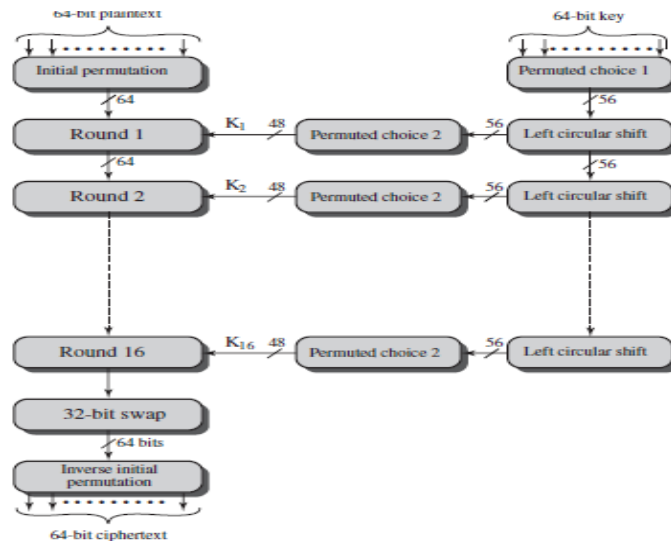 64-bit plaintext
64-bit key
Initial permutation
Permuted choice 1
64
56
Round 1
K1
48
Permuted choice 2
56
Left circular shift
64
56
Round 2
K2
48
Permuted choice 2
56
Left circular shift
Round 16
K16
48
Permuted choice 2
56
Left circular shift
32-bit swap
64 bits
Inverse initial
permutation
64-bit ciphertext